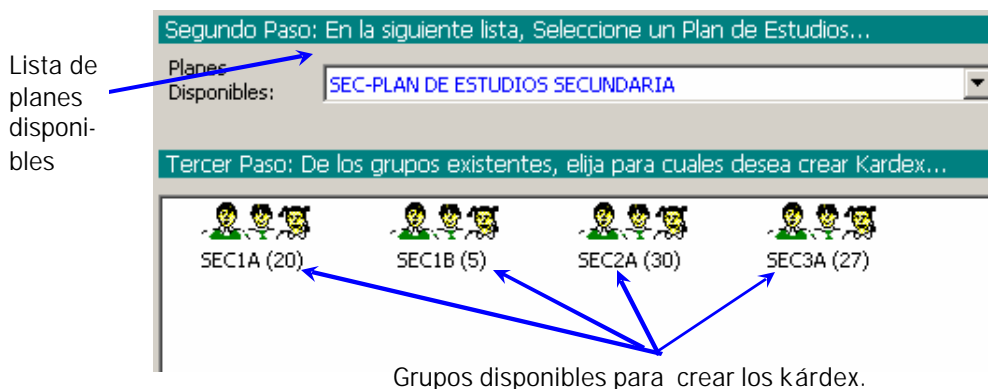 Segundo Paso: En la siguiente lista, Seleccione un Plan de Estudios...
Lista de
planes
disponi-
bles
Planes
Disponibles:
SEC-PLAN DE ESTUDIOS SECUNDARIA
Tercer Paso: De los grupos existentes, elija para cuales desea crear Kardex...
SEC1A (20)
SEC1B (5)
SEC2A (30)
SEC3A (27)
Grupos disponibles para crear los kárdex.